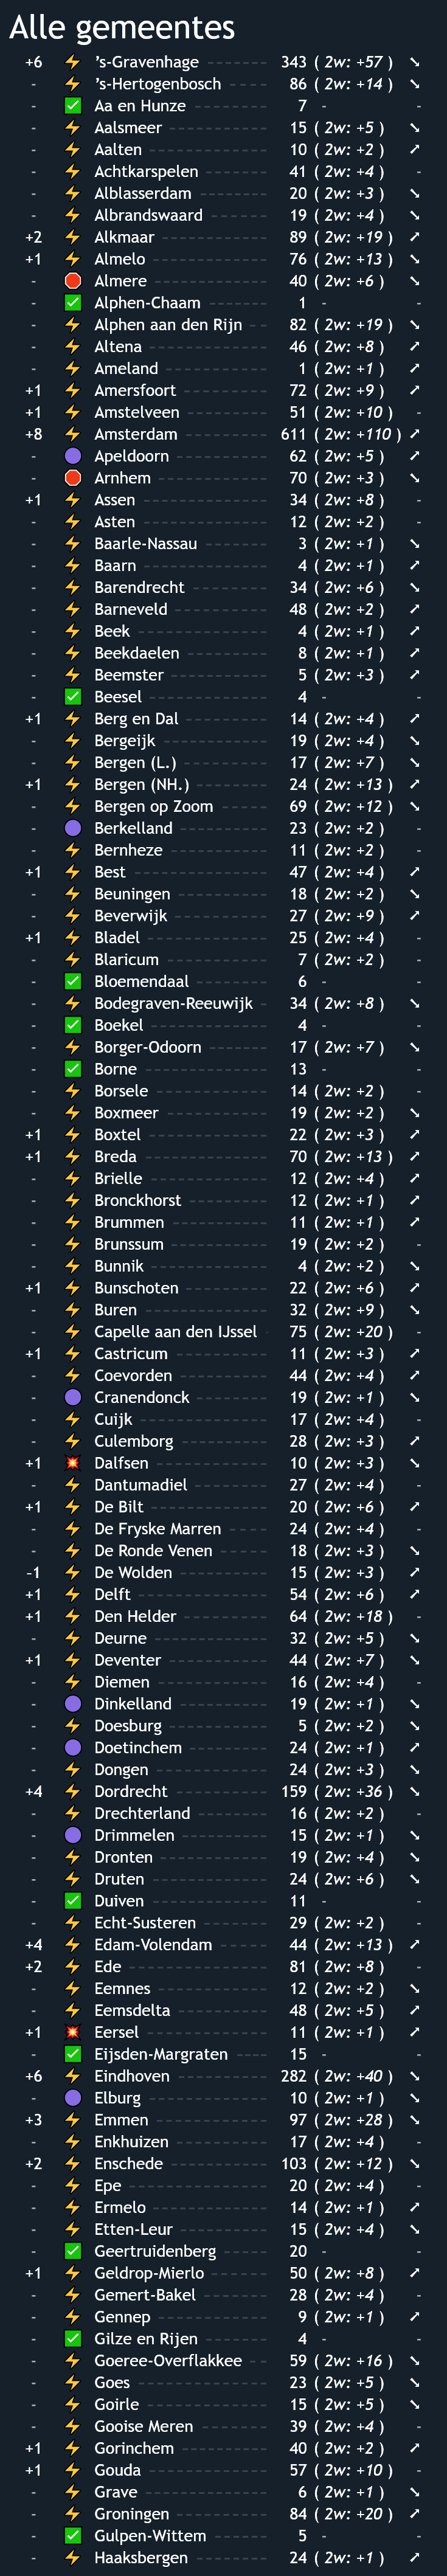 Alle gemeentes
+6 ⚡ ’s-Gravenhage 343 ( 2w: +57 ) ➘
- ⚡ ’s-Hertogenbosch 86 ( 2w: +14 ) ➘
- ✅ Aa en Hunze 7 - -
- ⚡ Aalsmeer 15 ( 2w: +5 ) ➘
- ⚡ Aalten 10 ( 2w: +2 ) ➚
- ⚡ Achtkarspelen 41 ( 2w: +4 ) -
- ⚡ Alblasserdam 20 ( 2w: +3 ) ➘
- ⚡ Albrandswaard 19 ( 2w: +4 ) ➘
+2 ⚡ Alkmaar 89 ( 2w: +19 ) ➚
+1 ⚡ Almelo 76 ( 2w: +13 ) ➘
- 🛑 Almere 40 ( 2w: +6 ) ➘
- ✅ Alphen-Chaam 1 - -
- ⚡ Alphen aan den Rijn 82 ( 2w: +19 ) ➘
- ⚡ Altena 46 ( 2w: +8 ) ➚
- ⚡ Ameland 1 ( 2w: +1 ) ➚
+1 ⚡ Amersfoort 72 ( 2w: +9 ) ➚
+1 ⚡ Amstelveen 51 ( 2w: +10 ) -
+8 ⚡ Amsterdam 611 ( 2w: +110 ) ➚
- 🟣 Apeldoorn 62 ( 2w: +5 ) ➚
- 🛑 Arnhem 70 ( 2w: +3 ) ➘
+1 ⚡ Assen 34 ( 2w: +8 ) -
- ⚡ Asten 12 ( 2w: +2 ) -
- ⚡ Baarle-Nassau 3 ( 2w: +1 ) ➘
- ⚡ Baarn 4 ( 2w: +1 ) ➚
- ⚡ Barendrecht 34 ( 2w: +6 ) ➘
- ⚡ Barneveld 48 ( 2w: +2 ) ➚
- ⚡ Beek 4 ( 2w: +1 ) ➚
- ⚡ Beekdaelen 8 ( 2w: +1 ) ➚
- ⚡ Beemster 5 ( 2w: +3 ) ➚
- ✅ Beesel 4 - -
+1 ⚡ Berg en Dal 14 ( 2w: +4 ) ➚
- ⚡ Bergeijk 19 ( 2w: +4 ) ➘
- ⚡ Bergen (L.) 17 ( 2w: +7 ) ➘
+1 ⚡ Bergen (NH.) 24 ( 2w: +13 ) ➚
- ⚡ Bergen op Zoom 69 ( 2w: +12 ) ➘
- 🟣 Berkelland 23 ( 2w: +2 ) -
- ⚡ Bernheze 11 ( 2w: +2 ) -
+1 ⚡ Best 47 ( 2w: +4 ) ➚
- ⚡ Beuningen 18 ( 2w: +2 ) ➘
- ⚡ Beverwijk 27 ( 2w: +9 ) ➚
+1 ⚡ Bladel 25 ( 2w: +4 ) -
- ⚡ Blaricum 7 ( 2w: +2 ) -
- ✅ Bloemendaal 6 - -
- ⚡ Bodegraven-Reeuwijk 34 ( 2w: +8 ) ➘
- ✅ Boekel 4 - -
- ⚡ Borger-Odoorn 17 ( 2w: +7 ) ➘
- ✅ Borne 13 - -
- ⚡ Borsele 14 ( 2w: +2 ) -
- ⚡ Boxmeer 19 ( 2w: +2 ) ➘
+1 ⚡ Boxtel 22 ( 2w: +3 ) ➚
+1 ⚡ Breda 70 ( 2w: +13 ) ➚
- ⚡ Brielle 12 ( 2w: +4 ) ➚
- ⚡ Bronckhorst 12 ( 2w: +1 ) ➚
- ⚡ Brummen 11 ( 2w: +1 ) ➚
- ⚡ Brunssum 19 ( 2w: +2 ) -
- ⚡ Bunnik 4 ( 2w: +2 ) ➘
+1 ⚡ Bunschoten 22 ( 2w: +6 ) ➚
- ⚡ Buren 32 ( 2w: +9 ) ➘
- ⚡ Capelle aan den IJssel 75 ( 2w: +20 ) -
+1 ⚡ Castricum 11 ( 2w: +3 ) ➚
- ⚡ Coevorden 44 ( 2w: +4 ) ➚
- 🟣 Cranendonck 19 ( 2w: +1 ) ➘
- ⚡ Cuijk 17 ( 2w: +4 ) -
- ⚡ Culemborg 28 ( 2w: +3 ) ➚
+1 💥 Dalfsen 10 ( 2w: +3 ) ➘
- ⚡ Dantumadiel 27 ( 2w: +4 ) -
+1 ⚡ De Bilt 20 ( 2w: +6 ) ➚
- ⚡ De Fryske Marren 24 ( 2w: +4 ) -
- ⚡ De Ronde Venen 18 ( 2w: +3 ) ➘
-1 ⚡ De Wolden 15 ( 2w: +3 ) ➚
+1 ⚡ Delft 54 ( 2w: +6 ) ➚
+1 ⚡ Den Helder 64 ( 2w: +18 ) -
- ⚡ Deurne 32 ( 2w: +5 ) ➘
+1 ⚡ Deventer 44 ( 2w: +7 ) ➘
- ⚡ Diemen 16 ( 2w: +4 ) -
- 🟣 Dinkelland 19 ( 2w: +1 ) ➘
- ⚡ Doesburg 5 ( 2w: +2 ) ➘
- 🟣 Doetinchem 24 ( 2w: +1 ) ➚
- ⚡ Dongen 24 ( 2w: +3 ) ➘
+4 ⚡ Dordrecht 159 ( 2w: +36 ) ➘
- ⚡ Drechterland 16 ( 2w: +2 ) -
- 🟣 Drimmelen 15 ( 2w: +1 ) ➘
- ⚡ Dronten 19 ( 2w: +4 ) ➘
- ⚡ Druten 24 ( 2w: +6 ) ➘
- ✅ Duiven 11 - -
- ⚡ Echt-Susteren 29 ( 2w: +2 ) -
+4 ⚡ Edam-Volendam 44 ( 2w: +13 ) ➚
+2 ⚡ Ede 81 ( 2w: +8 ) -
- ⚡ Eemnes 12 ( 2w: +2 ) ➘
- ⚡ Eemsdelta 48 ( 2w: +5 ) ➚
+1 💥 Eersel 11 ( 2w: +1 ) ➚
- ✅ Eijsden-Margraten 15 - -
+6 ⚡ Eindhoven 282 ( 2w: +40 ) ➘
- 🟣 Elburg 10 ( 2w: +1 ) ➘
+3 ⚡ Emmen 97 ( 2w: +28 ) ➘
- ⚡ Enkhuizen 17 ( 2w: +4 ) -
+2 ⚡ Enschede 103 ( 2w: +12 ) ➘
- ⚡ Epe 20 ( 2w: +4 ) -
- ⚡ Ermelo 14 ( 2w: +1 ) ➚
- ⚡ Etten-Leur 15 ( 2w: +4 ) ➘
- ✅ Geertruidenberg 20 - -
+1 ⚡ Geldrop-Mierlo 50 ( 2w: +8 ) ➚
- ⚡ Gemert-Bakel 28 ( 2w: +4 ) -
- ⚡ Gennep 9 ( 2w: +1 ) ➚
- ✅ Gilze en Rijen 4 - -
- ⚡ Goeree-Overflakkee 59 ( 2w: +16 ) ➘
- ⚡ Goes 23 ( 2w: +5 ) ➘
- ⚡ Goirle 15 ( 2w: +5 ) ➘
- ⚡ Gooise Meren 39 ( 2w: +4 ) -
+1 ⚡ Gorinchem 40 ( 2w: +2 ) ➚
+1 ⚡ Gouda 57 ( 2w: +10 ) -
- ⚡ Grave 6 ( 2w: +1 ) ➘
- ⚡ Groningen 84 ( 2w: +20 ) ➚
- ✅ Gulpen-Wittem 5 - -
- ⚡ Haaksbergen 24 ( 2w: +1 ) ➚